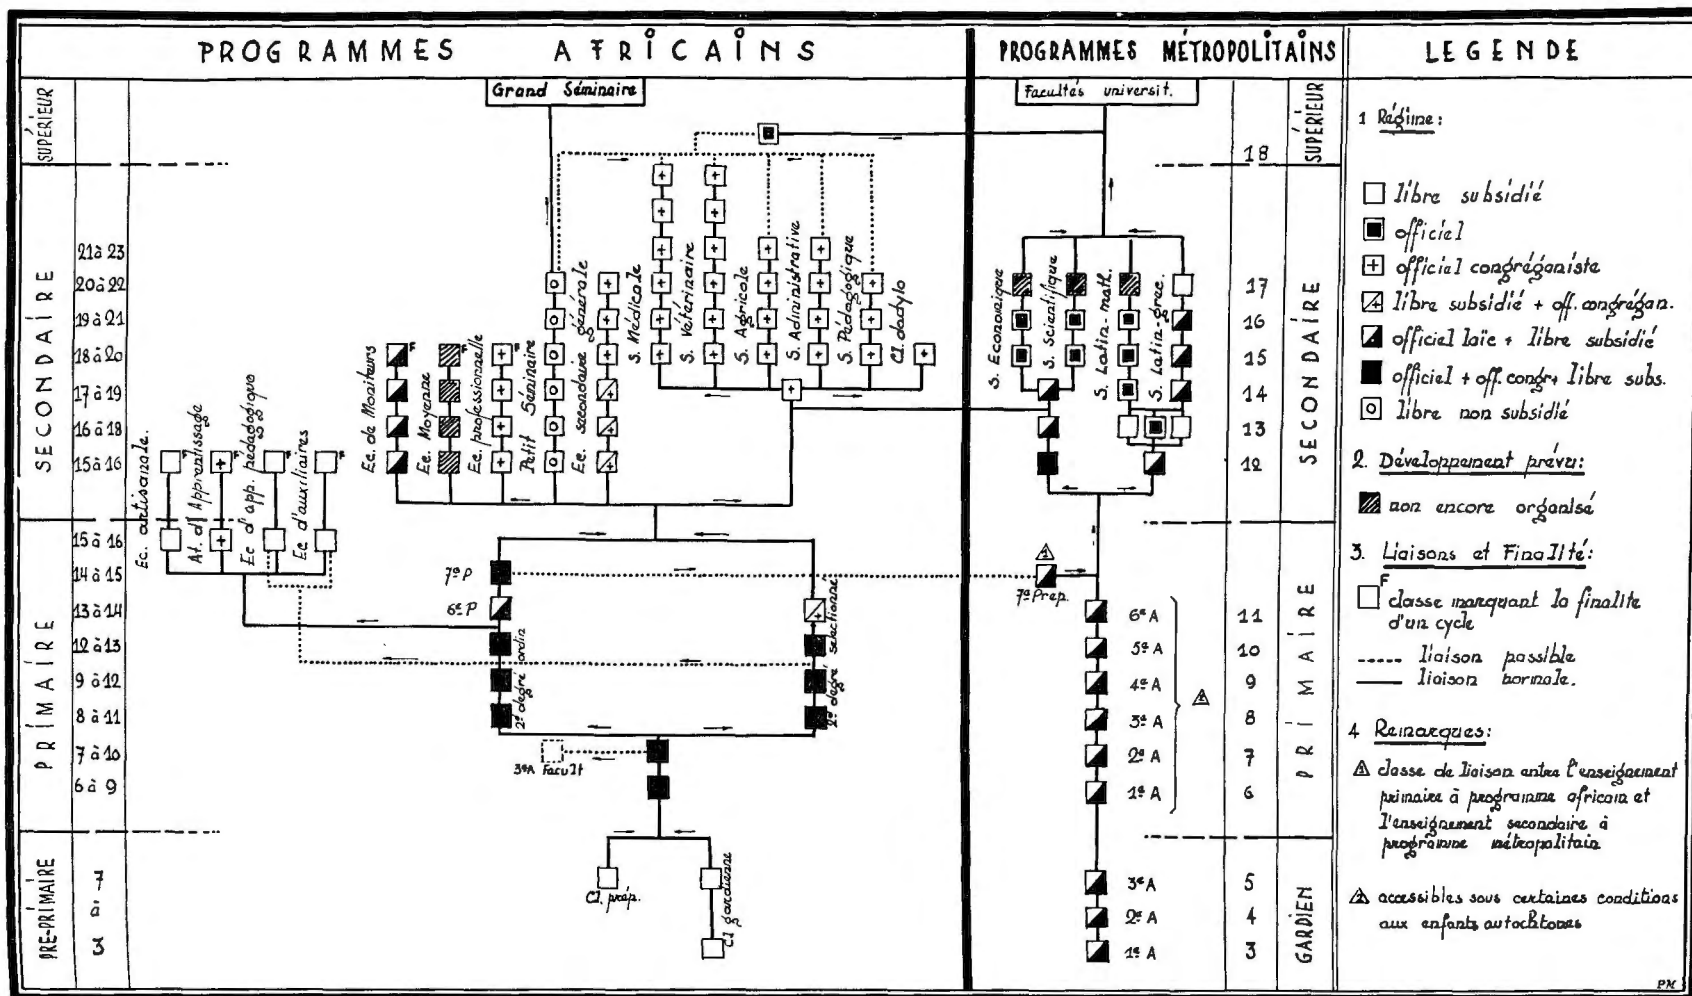 PROGRAMMES AFRICAINS
PROGRAMMES MÉTROPOLITAINS
LEGENDE
SUPÉRIEUR
SECONDAIRE
PRIMAIRE
PRÉ-PRIMAIRE
21 à 23
20 à 22
19 à 21
18 à 20
17 à 19
16 à 18
15 à 16
15 à 16
14 à 15
13 à 14
12 à 13
9 à 12
8 à 11
7 à 10
6 à 9
7
à
3
Grand Séminaire
Ec. artisanale.
At. d'Apprentissage
Ec d'app. pédagogique
Ec d'auxiliaires
F
F
F
F
Ec. de Moniteurs
Ec. Moyenne
Ec. professionnelle
Petit Séminaire
Ec secondaire générale
F
F
F
S. Médicale
S. Vétérinaire
S. Agricole
S. Administrative
S. Pédagogique
Cl. dactylo
7e P
6e P
2e degré ordin
2e degré selectionne
3eA Facult
Cl. prép.
Cl gardienne
Facultés universit.
S. Economique
S. Scientifique
S. Latin-math.
S. Latin-grec.
1
7e Prep.
6e A
5e A
4e A
3e A
2e A
1e A
2
3e A
2e A
1e A
18
17
16
15
14
13
12
11
10
9
8
7
6
5
4
3
SUPÉRIEUR
SECONDAIRE
PRIMAIRE
GARDIEN
1 Régime:
libre subsidié
officiel
officiel congréganiste
libre subsidié + off. congrégan.
officiel laïc + libre subsidié
officiel + off. congr + libre subs.
libre non subsidié
2. Développement prévu:
non encore organisé
3. Liaisons et Finalité:
F classe marquant la finalite
d'un cycle
liaison possible
liaison normale.
4 Remarques:
1 classe de liaison entre l'enseignement
primaire à programme africain et
l'enseignement secondaire à
programme métropolitain
2 accessibles sous certaines conditions
aux enfants autochtones
PM